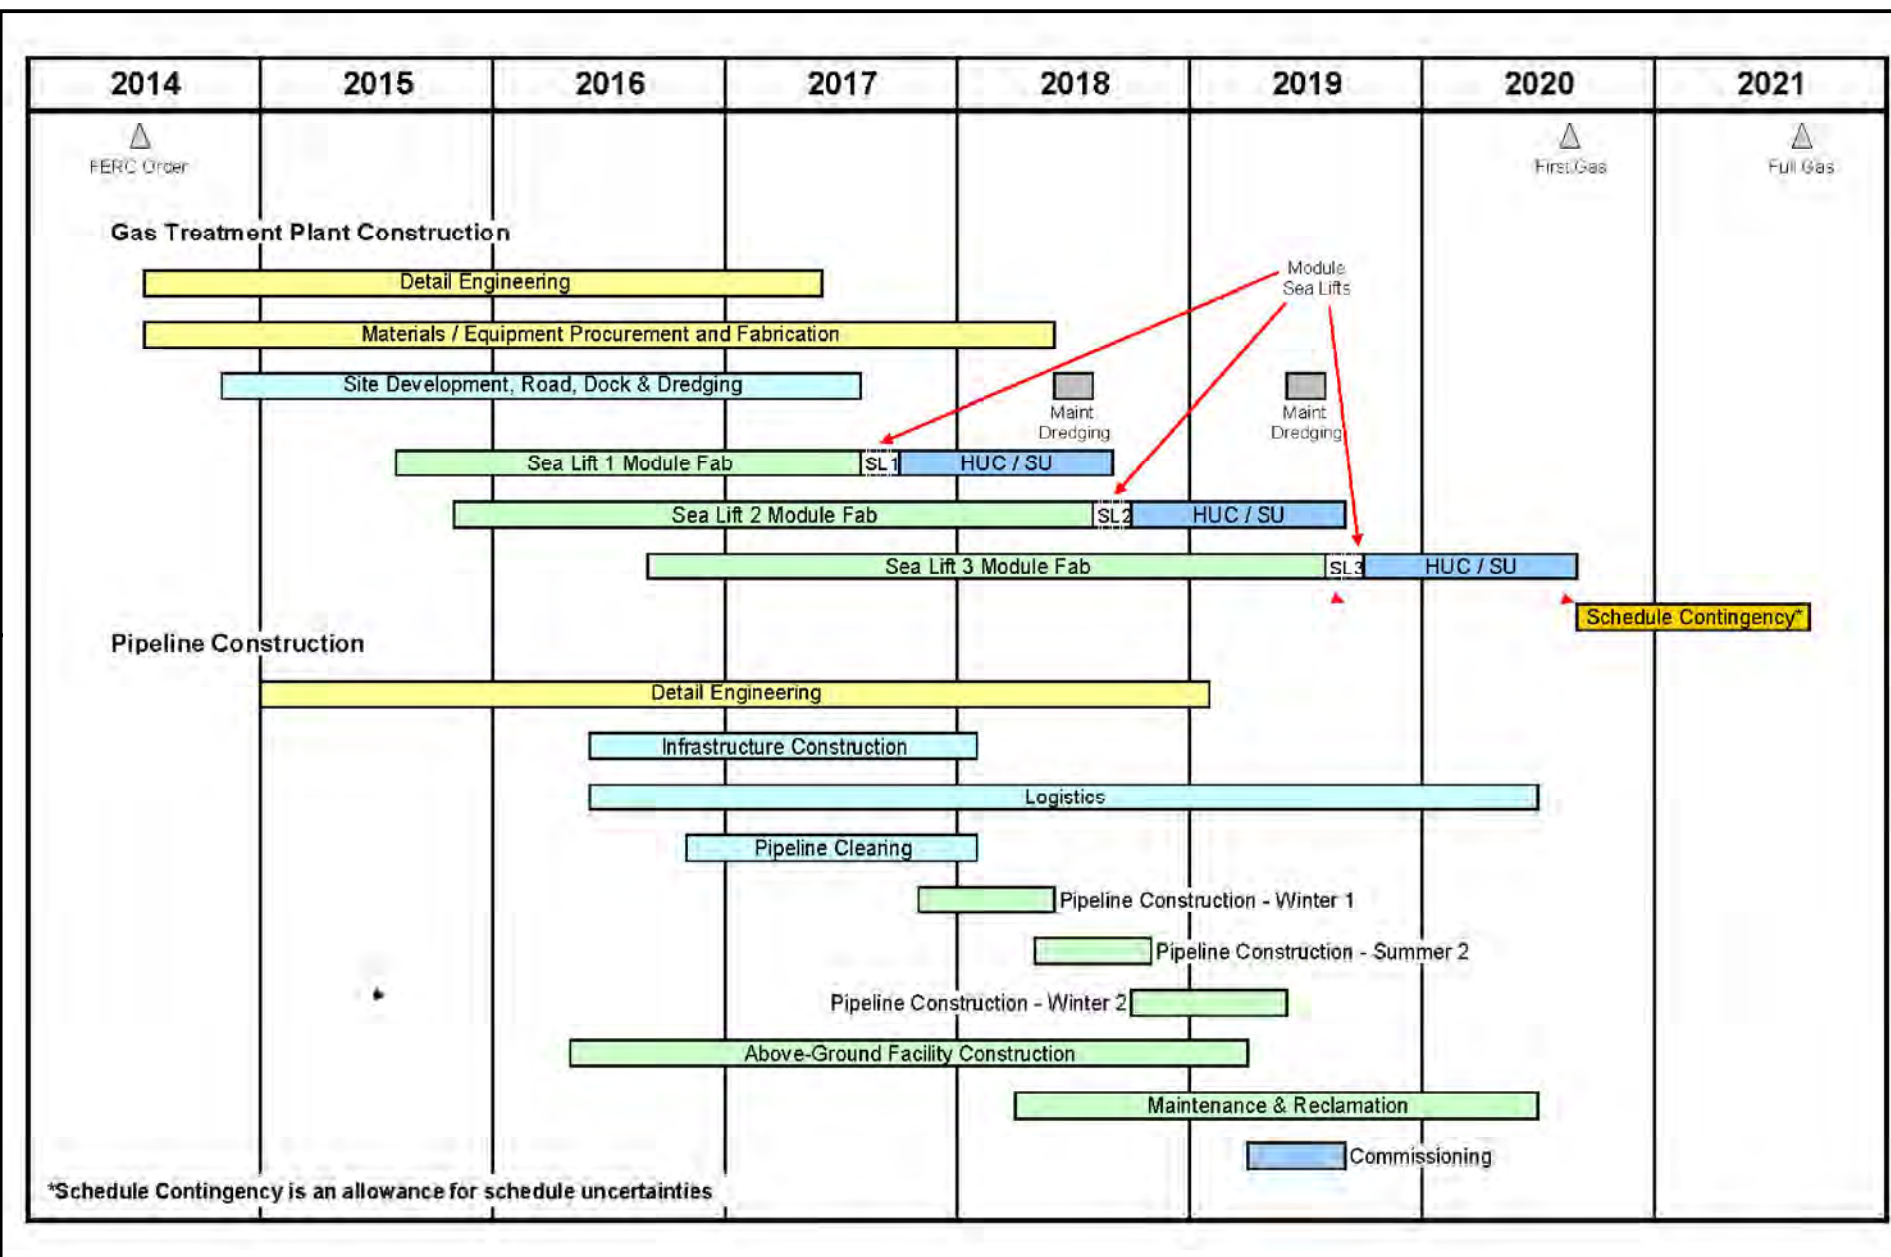 2014 2015 2016 2017 2018 2019 2020 2021
FERC Order
First Gas
Full Gas
Gas Treatment Plant Construction
Detail Engineering
Module
Sea Lifts
Materials / Equipment Procurement and Fabrication
Site Development, Road, Dock & Dredging
Maint
Dredging
Maint
Dredging
Sea Lift 1 Module Fab SL1 HUC / SU
Sea Lift 2 Module Fab SL2 HUC / SU
Sea Lift 3 Module Fab SL3 HUC / SU
Schedule Contingency*
Pipeline Construction
Detail Engineering
Infrastructure Construction
Logistics
Pipeline Clearing
Pipeline Construction - Winter 1
Pipeline Construction - Summer 2
Pipeline Construction - Winter 2
Above-Ground Facility Construction
Maintenance & Reclamation
Commissioning
*Schedule Contingency is an allowance for schedule uncertainties